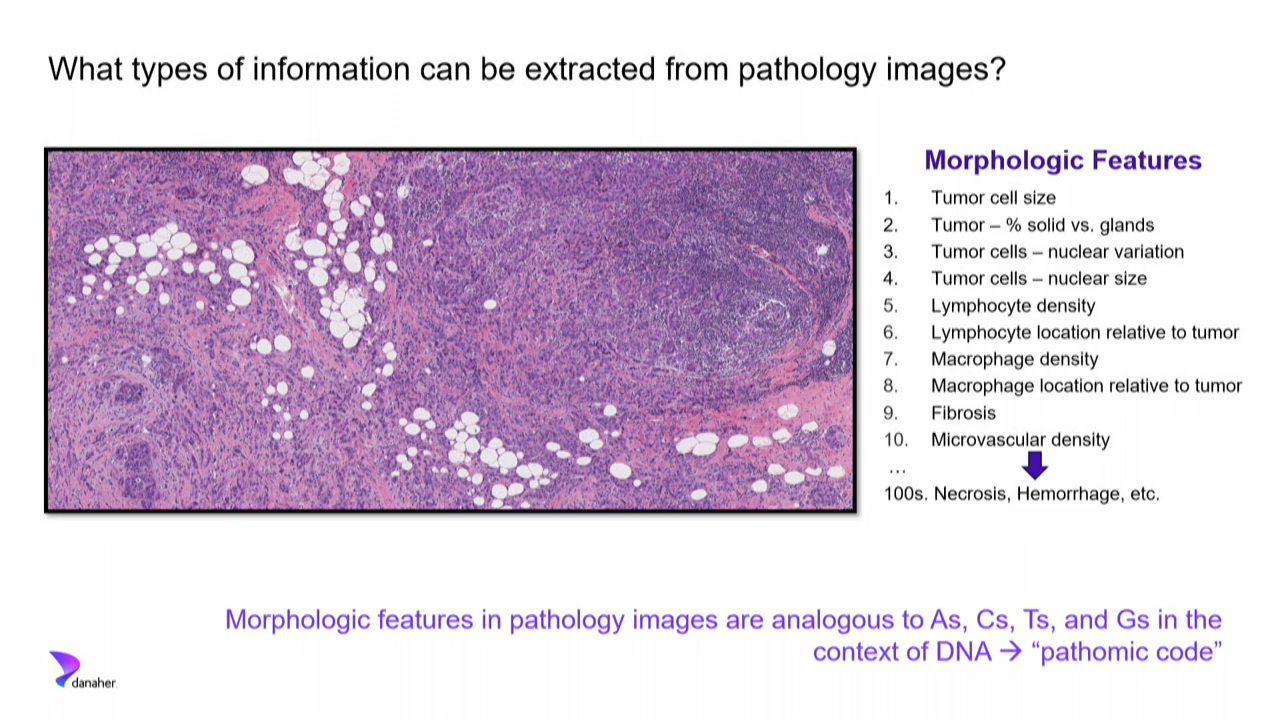 What types of information can be extracted from pathology images?
Morphologic Features
1. Tumor cell size
2. Tumor – % solid vs. glands
3. Tumor cells – nuclear variation
4. Tumor cells – nuclear size
5. Lymphocyte density
6. Lymphocyte location relative to tumor
7. Macrophage density
8. Macrophage location relative to tumor
9. Fibrosis
10. Microvascular density
…
100s. Necrosis, Hemorrhage, etc.
Morphologic features in pathology images are analogous to As, Cs, Ts, and Gs in the
context of DNA → “pathomic code”
danaher